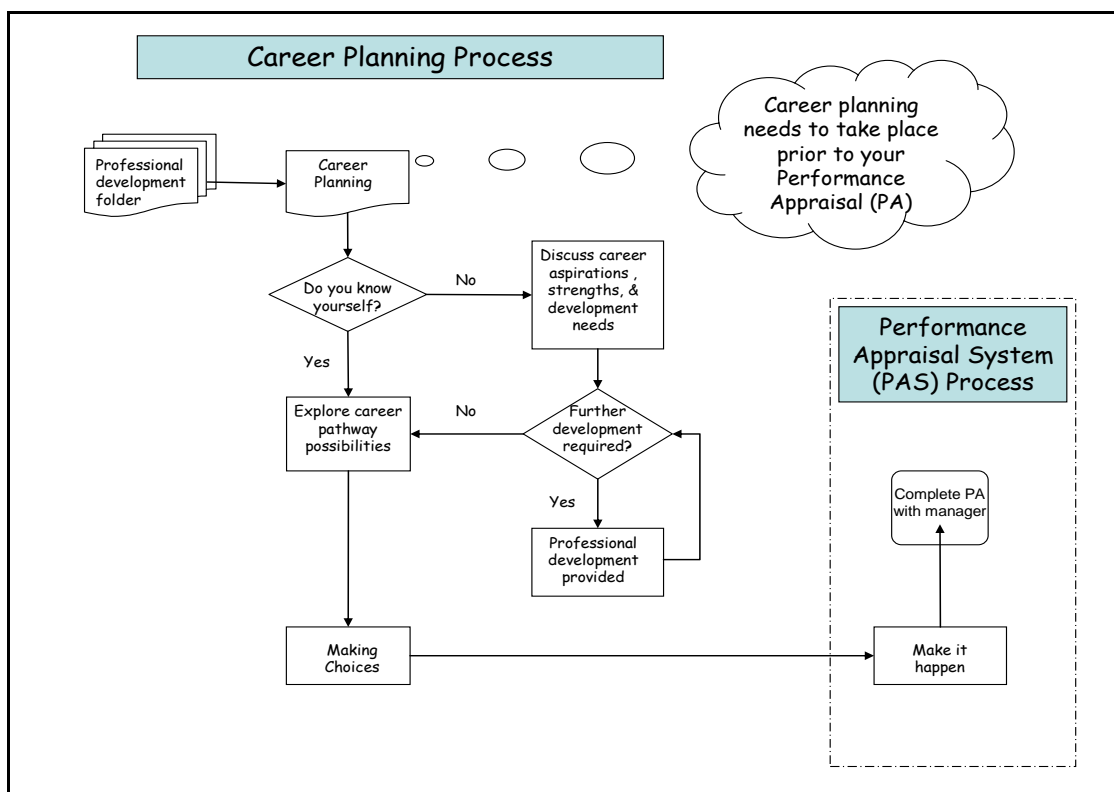 Career Planning Process
Career planning
needs to take place
prior to your
Performance
Appraisal (PA)
Professional
development
folder
Career
Planning
Do you know
yourself?
No
Discuss career
aspirations ,
strengths, &
development
needs
Yes
Performance
Appraisal System
(PAS) Process
Explore career
pathway
possibilities
No
Further
development
required?
Yes
Professional
development
provided
Complete PA
with manager
Making
Choices
Make it
happen